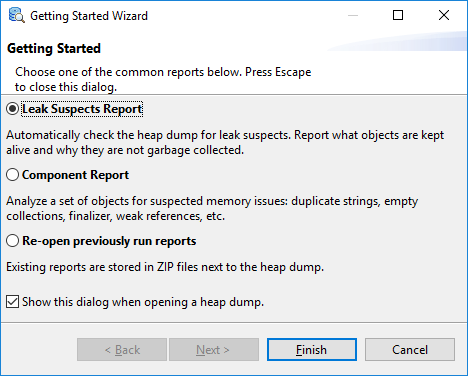 Getting Started Wizard
Getting Started
Choose one of the common reports below. Press Escape
to close this dialog.
Leak Suspects Report
Automatically check the heap dump for leak suspects. Report what objects are kept
alive and why they are not garbage collected.
Component Report
Analyze a set of objects for suspected memory issues: duplicate strings, empty
collections, finalizer, weak references, etc.
Re-open previously run reports
Existing reports are stored in ZIP files next to the heap dump.
Show this dialog when opening a heap dump.
< Back Next > Finish Cancel